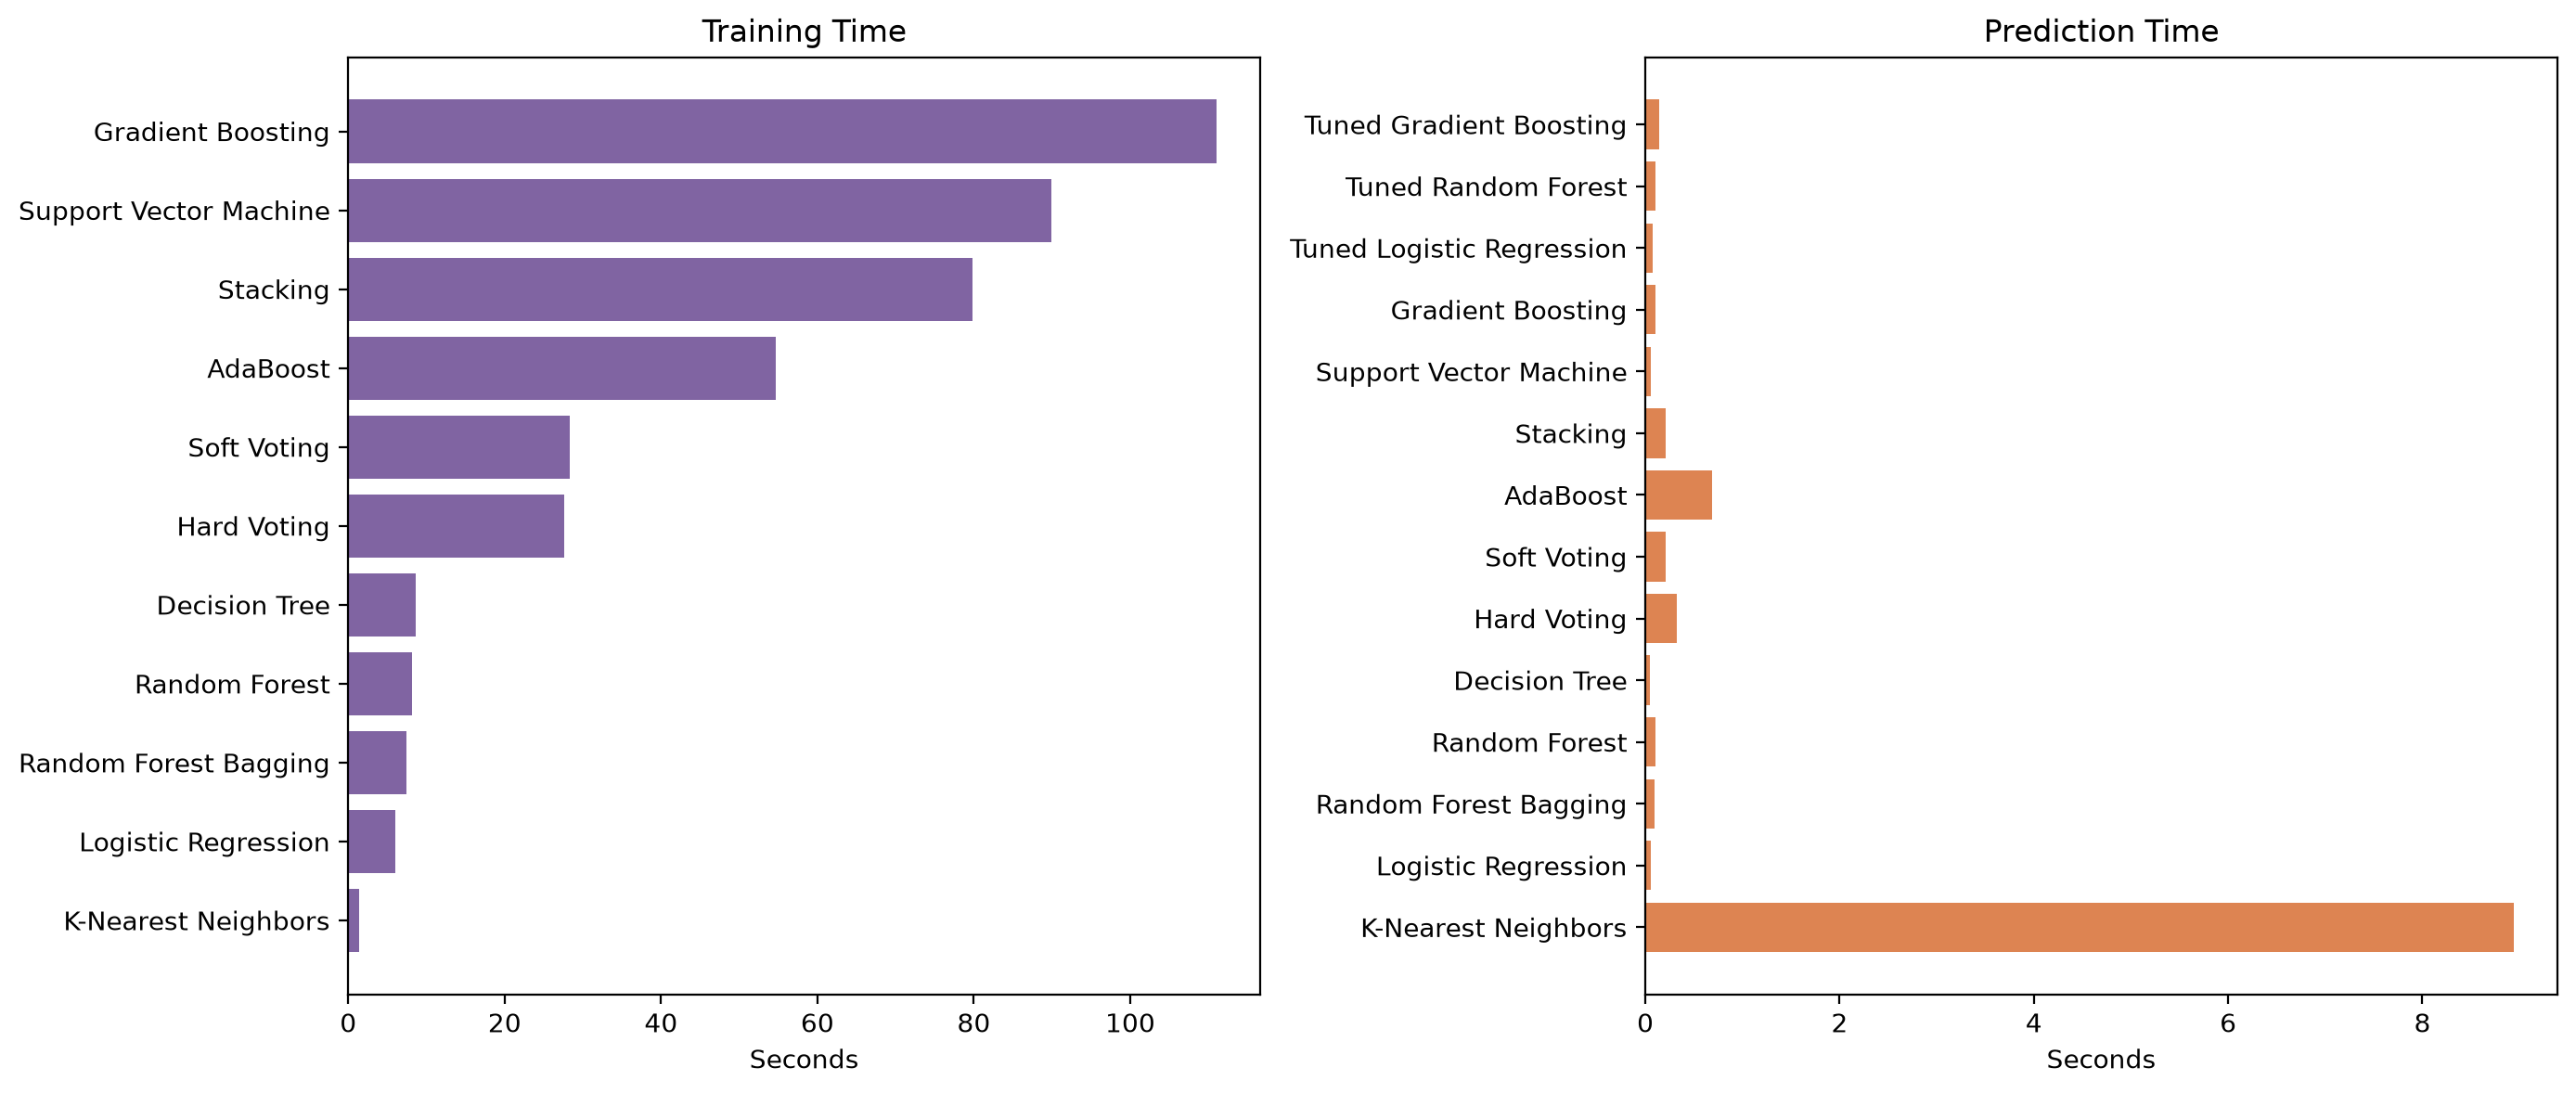 Training Time
Gradient Boosting
Support Vector Machine
Stacking
AdaBoost
Soft Voting
Hard Voting
Decision Tree
Random Forest
Random Forest Bagging
Logistic Regression
K-Nearest Neighbors
0 20 40 60 80 100
Seconds
Prediction Time
Tuned Gradient Boosting
Tuned Random Forest
Tuned Logistic Regression
Gradient Boosting
Support Vector Machine
Stacking
AdaBoost
Soft Voting
Hard Voting
Decision Tree
Random Forest
Random Forest Bagging
Logistic Regression
K-Nearest Neighbors
0 2 4 6 8
Seconds